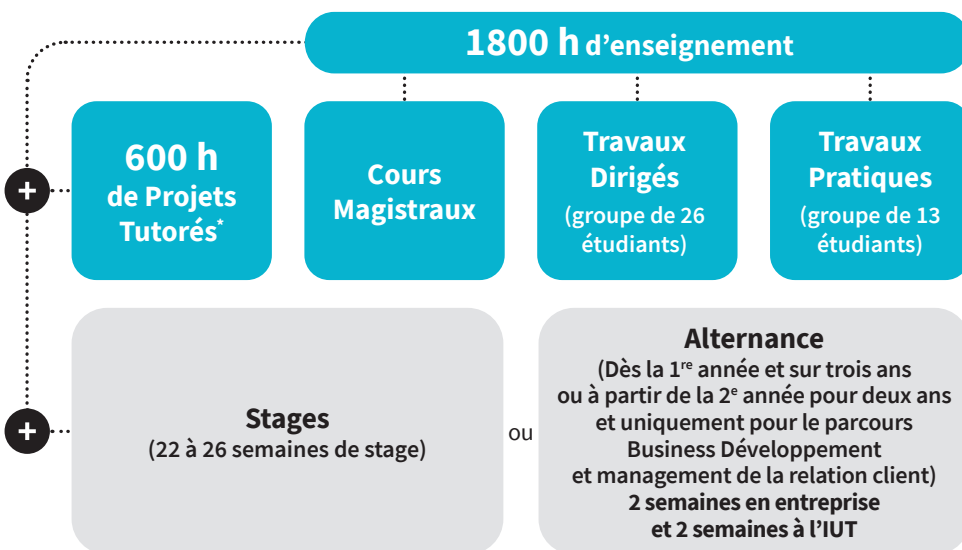 1800 h d’enseignement
+
600 h
de Projets
Tutorés*
Cours
Magistraux
Travaux
Dirigés
(groupe de 26
étudiants)
Travaux
Pratiques
(groupe de 13
étudiants)
+
Stages
(22 à 26 semaines de stage)
ou
Alternance
(Dès la 1re année et sur trois ans
ou à partir de la 2e année pour deux ans
et uniquement pour le parcours
Business Développement
et management de la relation client)
2 semaines en entreprise
et 2 semaines à l’IUT